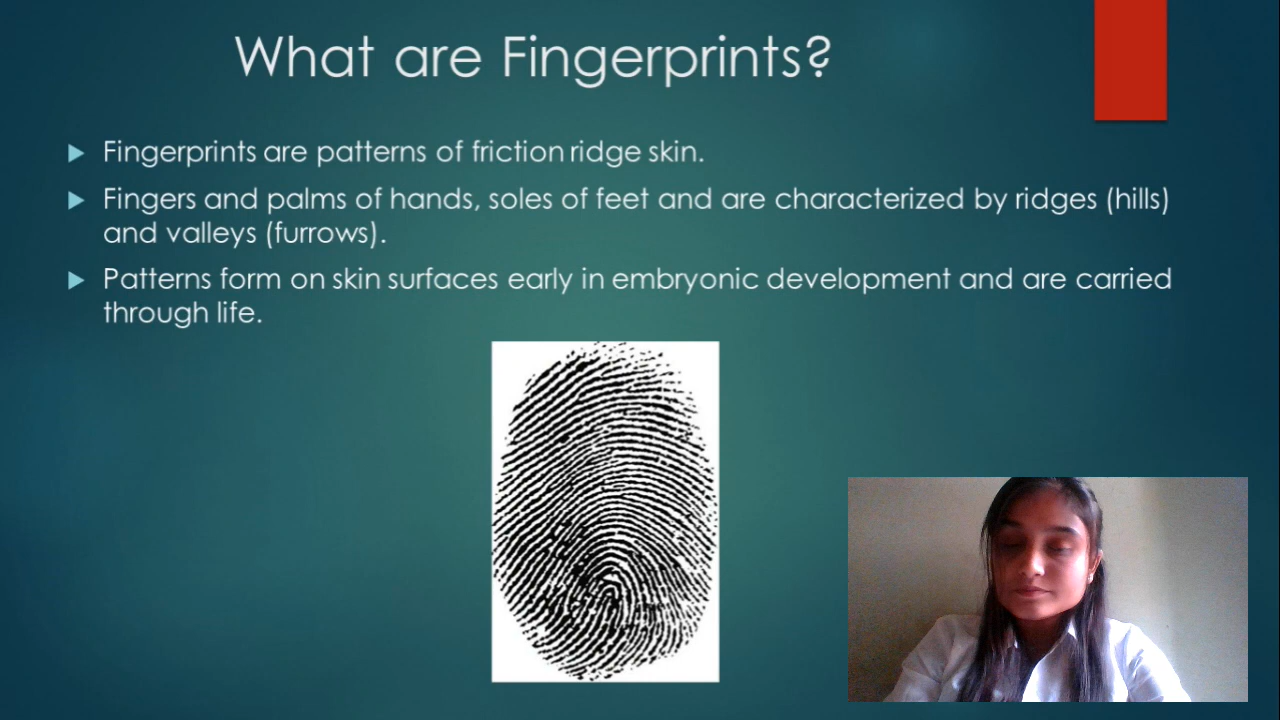 What are Fingerprints?
Fingerprints are patterns of friction ridge skin.
Fingers and palms of hands, soles of feet and are characterized by ridges (hills)
and valleys (furrows).
Patterns form on skin surfaces early in embryonic development and are carried
through life.